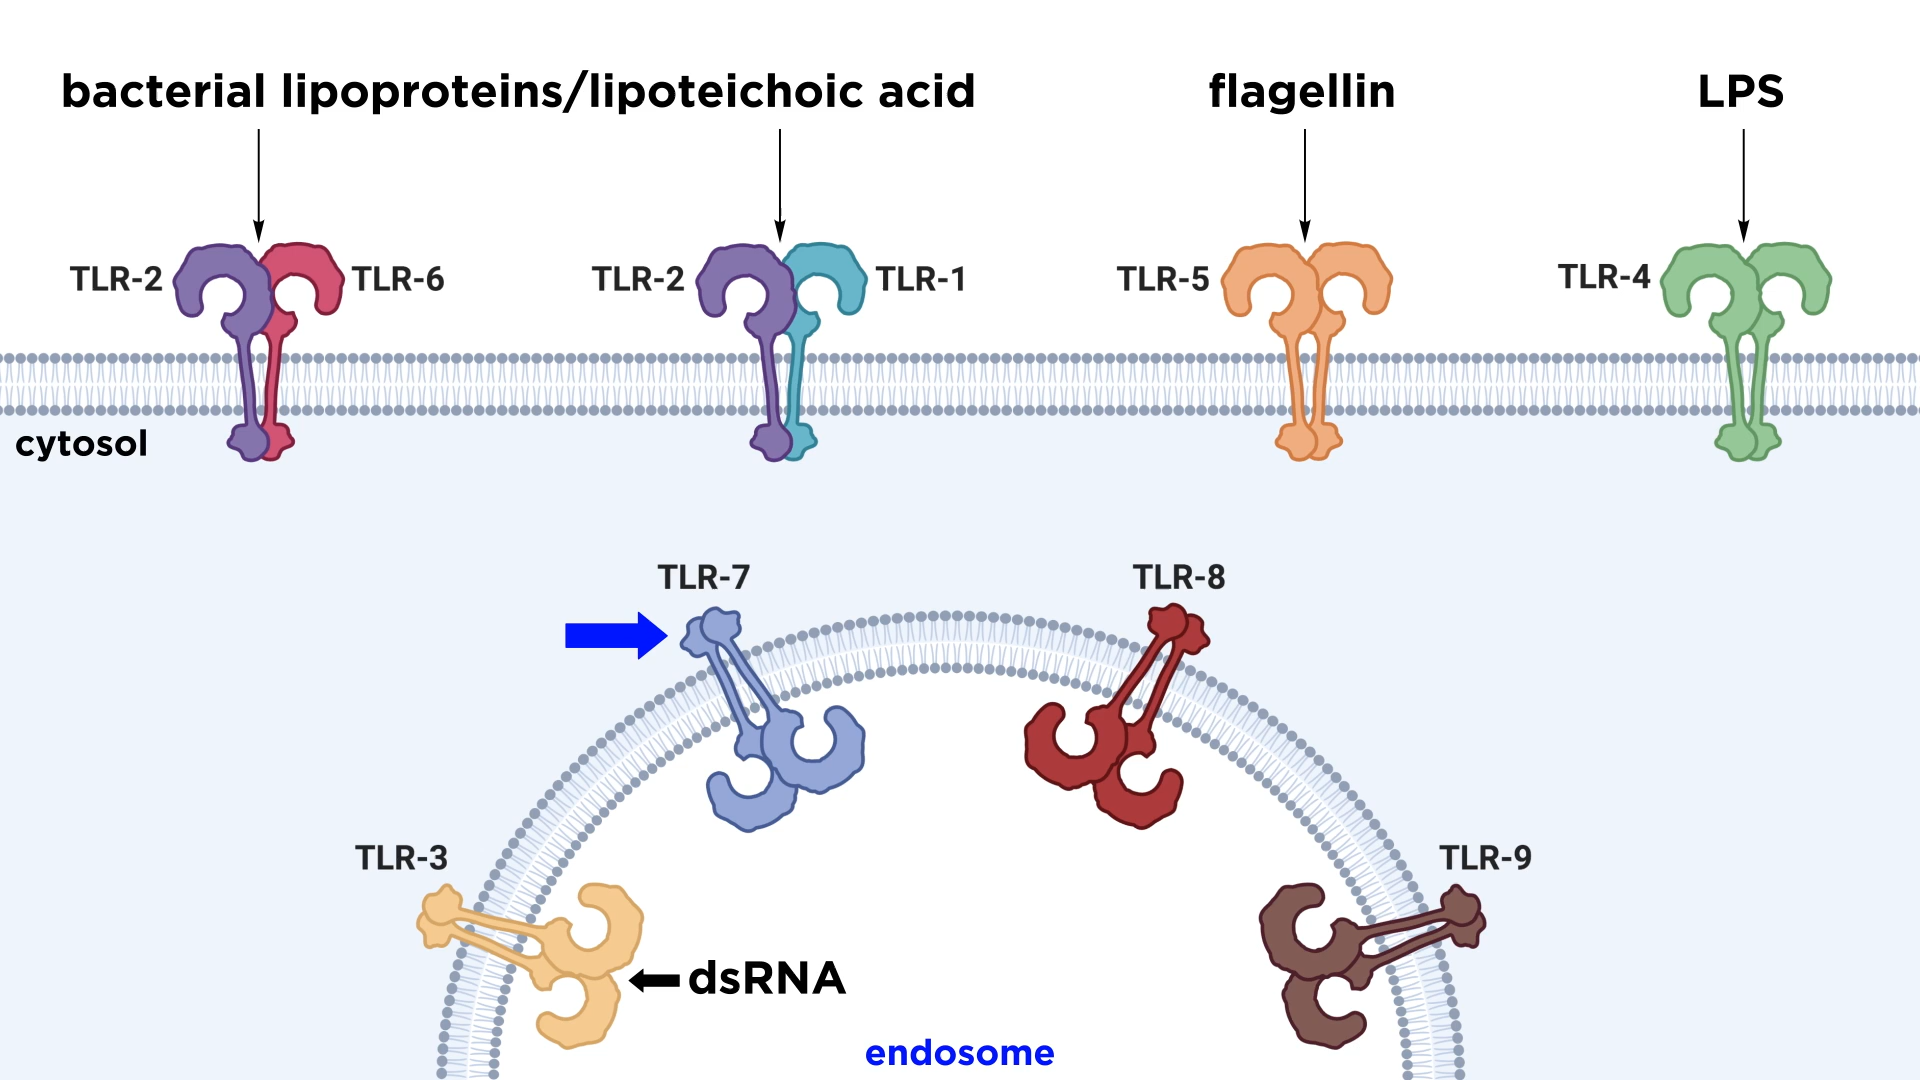 bacterial lipoproteins/lipoteichoic acid
flagellin
LPS
TLR-2
TLR-6
TLR-2
TLR-1
TLR-5
TLR-4
cytosol
TLR-7
TLR-8
TLR-3
TLR-9
dsRNA
endosome